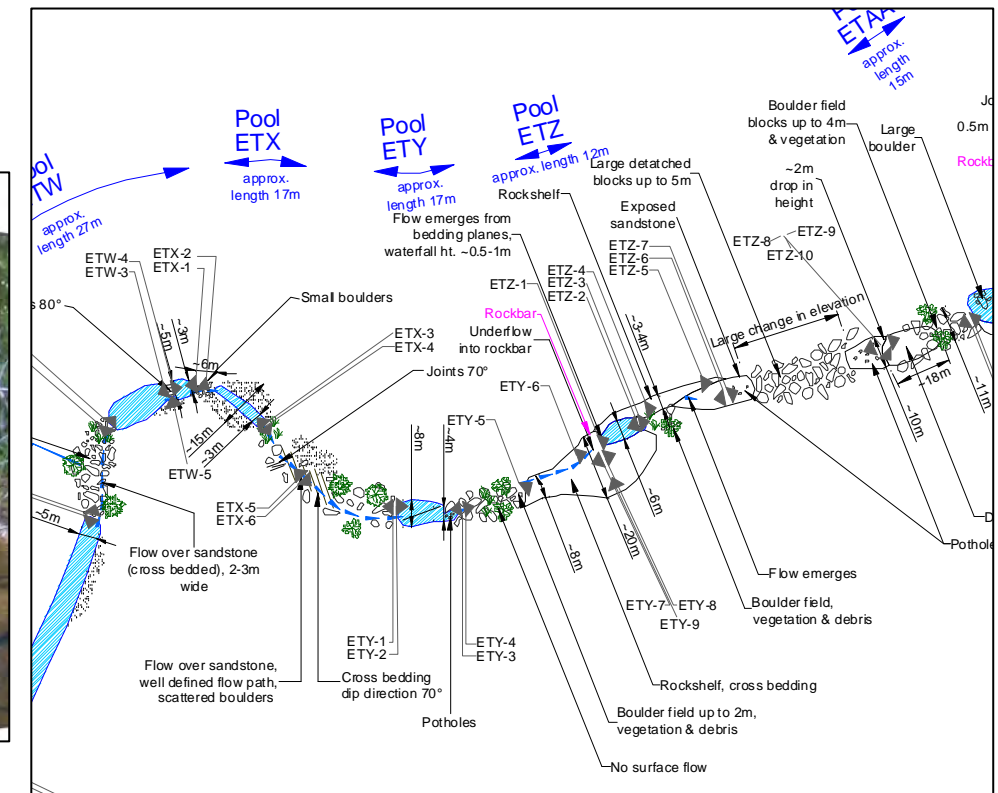 Pool
ETAA
approx.
length
15m
Pool
ETZ
approx. length 12m
Pool
ETX
approx.
length 17m
Pool
ETY
approx.
length 17m
ool
TW
approx.
length 27m
Boulder field
blocks up to 4m
& vegetation
Large
boulder
Jo
0.5m
Rockb
~2m
drop in
height
Large detached
blocks up to 5m
Rockshelf
Exposed
sandstone
Flow emerges from
bedding planes,
waterfall ht. ~0.5-1m
ETZ-7
ETZ-6
ETZ-5
ETZ-8
ETZ-9
ETZ-10
ETZ-4
ETZ-3
ETZ-2
ETZ-1
ETW-4
ETW-3
ETX-2
ETX-1
s 80°
Small boulders
Rockbar
Underflow
into rockbar
Large change in elevation
~3-4m
~3m
~5m
~6m
ETX-3
ETX-4
Joints 70°
ETY-6
ETY-5
~18m
~11m
~10m
~15m
~3m
ETW-5
~8m
~4m
ETX-5
ETX-6
~5m
~6m
~20m
~8m
D
Pothole
Flow over sandstone
(cross bedded), 2-3m
wide
Flow emerges
ETY-7
ETY-8
ETY-9
Boulder field,
vegetation & debris
ETY-1
ETY-2
ETY-4
ETY-3
Flow over sandstone,
well defined flow path,
scattered boulders
Cross bedding
dip direction 70°
Rockshelf, cross bedding
Potholes
Boulder field up to 2m,
vegetation & debris
No surface flow